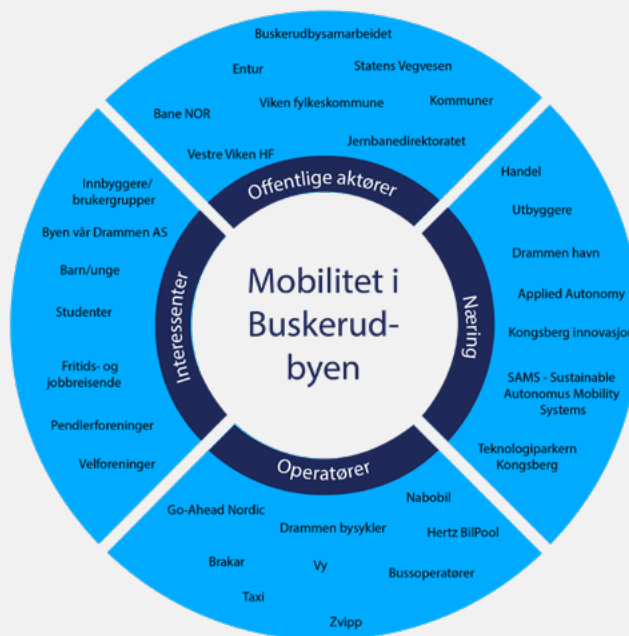 Buskerudbysamarbeidet
Entur
Statens Vegvesen
Bane NOR
Viken fylkeskommune
Kommuner
Vestre Viken HF
Jernbanedirektoratet
Offentlige aktører
Handel
Utbyggere
Drammen havn
Applied Autonomy
Kongsberg innovasjon
SAMS - Sustainable
Autonomus Mobility
Systems
Teknologiparkern
Kongsberg
Næring
Innbyggere/
brukergrupper
Byen vår Drammen AS
Barn/unge
Studenter
Fritids- og
jobbreisende
Pendlerforeninger
Velforeninger
Interessenter
Mobilitet i
Buskerud-
byen
Operatører
Go-Ahead Nordic
Nabobil
Drammen bysykler
Hertz BilPool
Brakar
Vy
Bussoperatører
Taxi
Zvipp